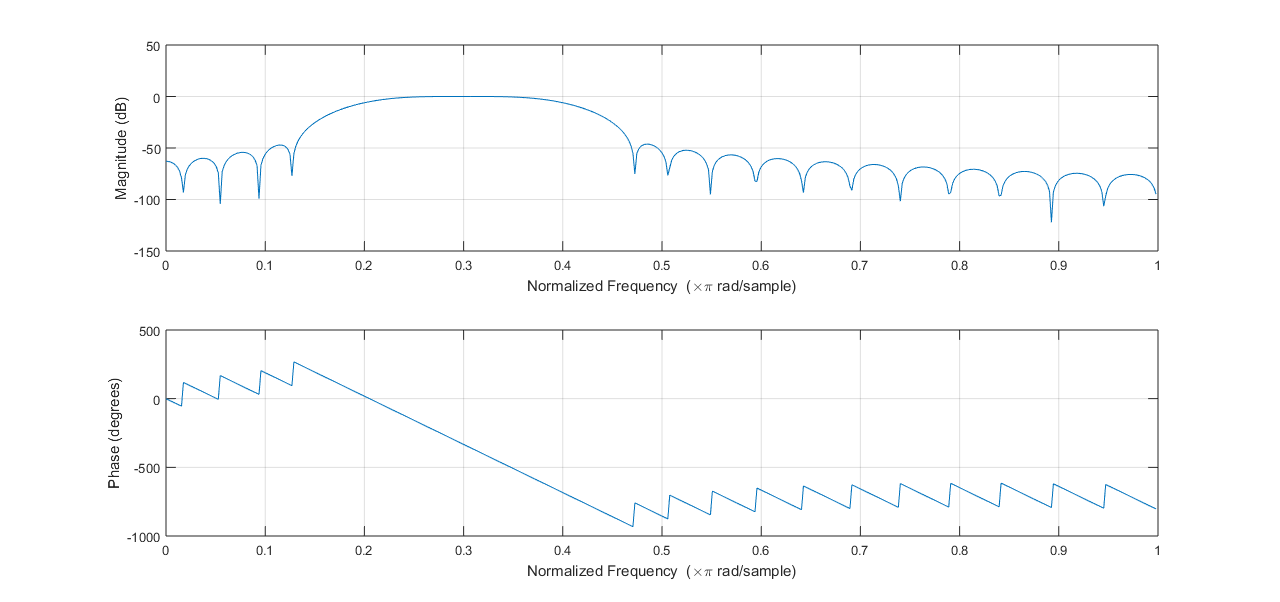 50
0
-50
-100
-150
Magnitude (dB)
0 0.1 0.2 0.3 0.4 0.5 0.6 0.7 0.8 0.9 1
Normalized Frequency (×π rad/sample)
500
0
-500
-1000
Phase (degrees)
0 0.1 0.2 0.3 0.4 0.5 0.6 0.7 0.8 0.9 1
Normalized Frequency (×π rad/sample)